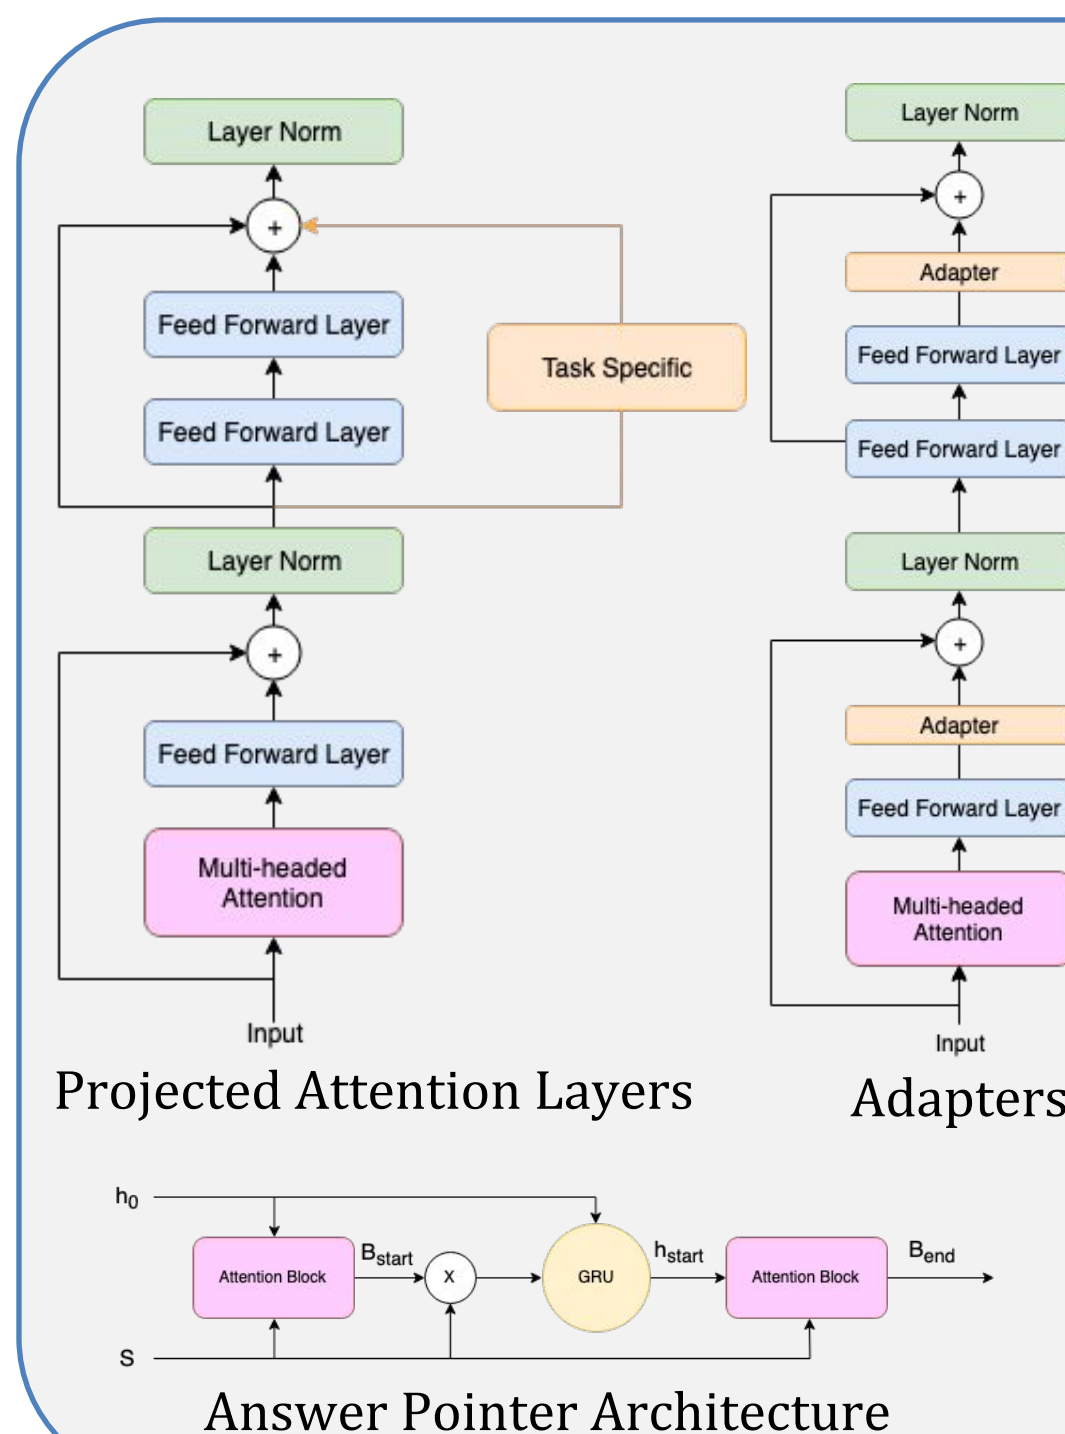 Layer Norm
+
Feed Forward Layer
Task Specific
Feed Forward Layer
Layer Norm
+
Feed Forward Layer
Multi-headed
Attention
Input
Projected Attention Layers
Layer Norm
+
Adapter
Feed Forward Layer
Feed Forward Layer
Layer Norm
+
Adapter
Feed Forward Layer
Multi-headed
Attention
Input
Adapters
h0
Attention Block
Bstart
X
GRU
hstart
Attention Block
Bend
S
Answer Pointer Architecture